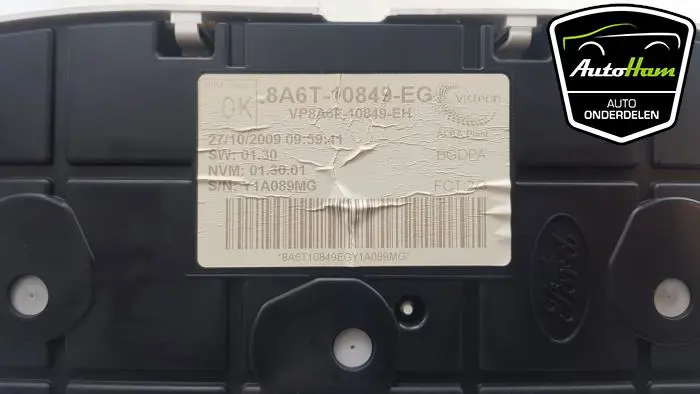 OK
8A6T-10849-EG
Visteon
VP8A6F-10849-EH
27/10/2009 09:59:41
SW: 01.30
BGDPA
NVM: 01.30.01
S/N: Y1A089MG
*8A6T10849EGY1A089MG*
Ford
AUTOHAM
AUTO
ONDERDELEN